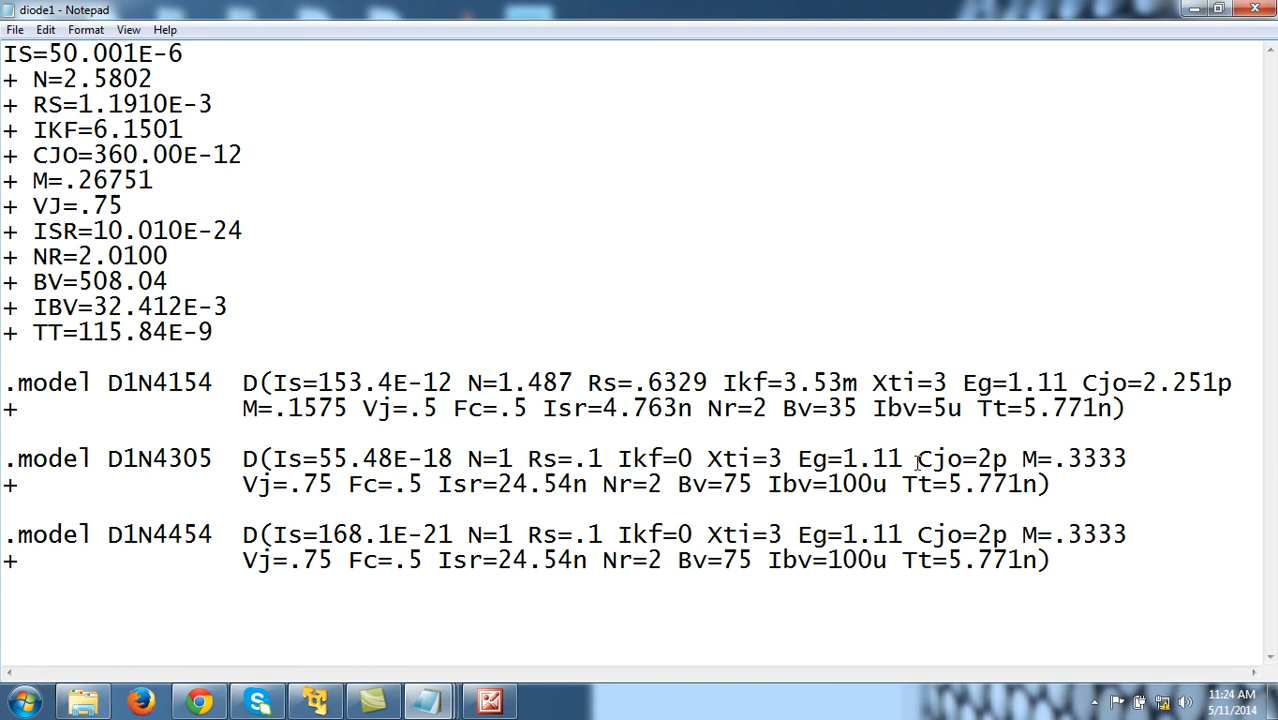 diode1 - Notepad
File Edit Format View Help
IS=50.001E-6
+ N=2.5802
+ RS=1.1910E-3
+ IKF=6.1501
+ CJO=360.00E-12
+ M=.26751
+ VJ=.75
+ ISR=10.010E-24
+ NR=2.0100
+ BV=508.04
+ IBV=32.412E-3
+ TT=115.84E-9
.model D1N4154 D(Is=153.4E-12 N=1.487 Rs=.6329 Ikf=3.53m Xti=3 Eg=1.11 Cjo=2.251p
+ M=.1575 Vj=.5 Fc=.5 Isr=4.763n Nr=2 Bv=35 Ibv=5u Tt=5.771n)
.model D1N4305 D(Is=55.48E-18 N=1 Rs=.1 Ikf=0 Xti=3 Eg=1.11 Cjo=2p M=.3333
+ Vj=.75 Fc=.5 Isr=24.54n Nr=2 Bv=75 Ibv=100u Tt=5.771n)
.model D1N4454 D(Is=168.1E-21 N=1 Rs=.1 Ikf=0 Xti=3 Eg=1.11 Cjo=2p M=.3333
+ Vj=.75 Fc=.5 Isr=24.54n Nr=2 Bv=75 Ibv=100u Tt=5.771n)
11:24 AM
5/11/2014